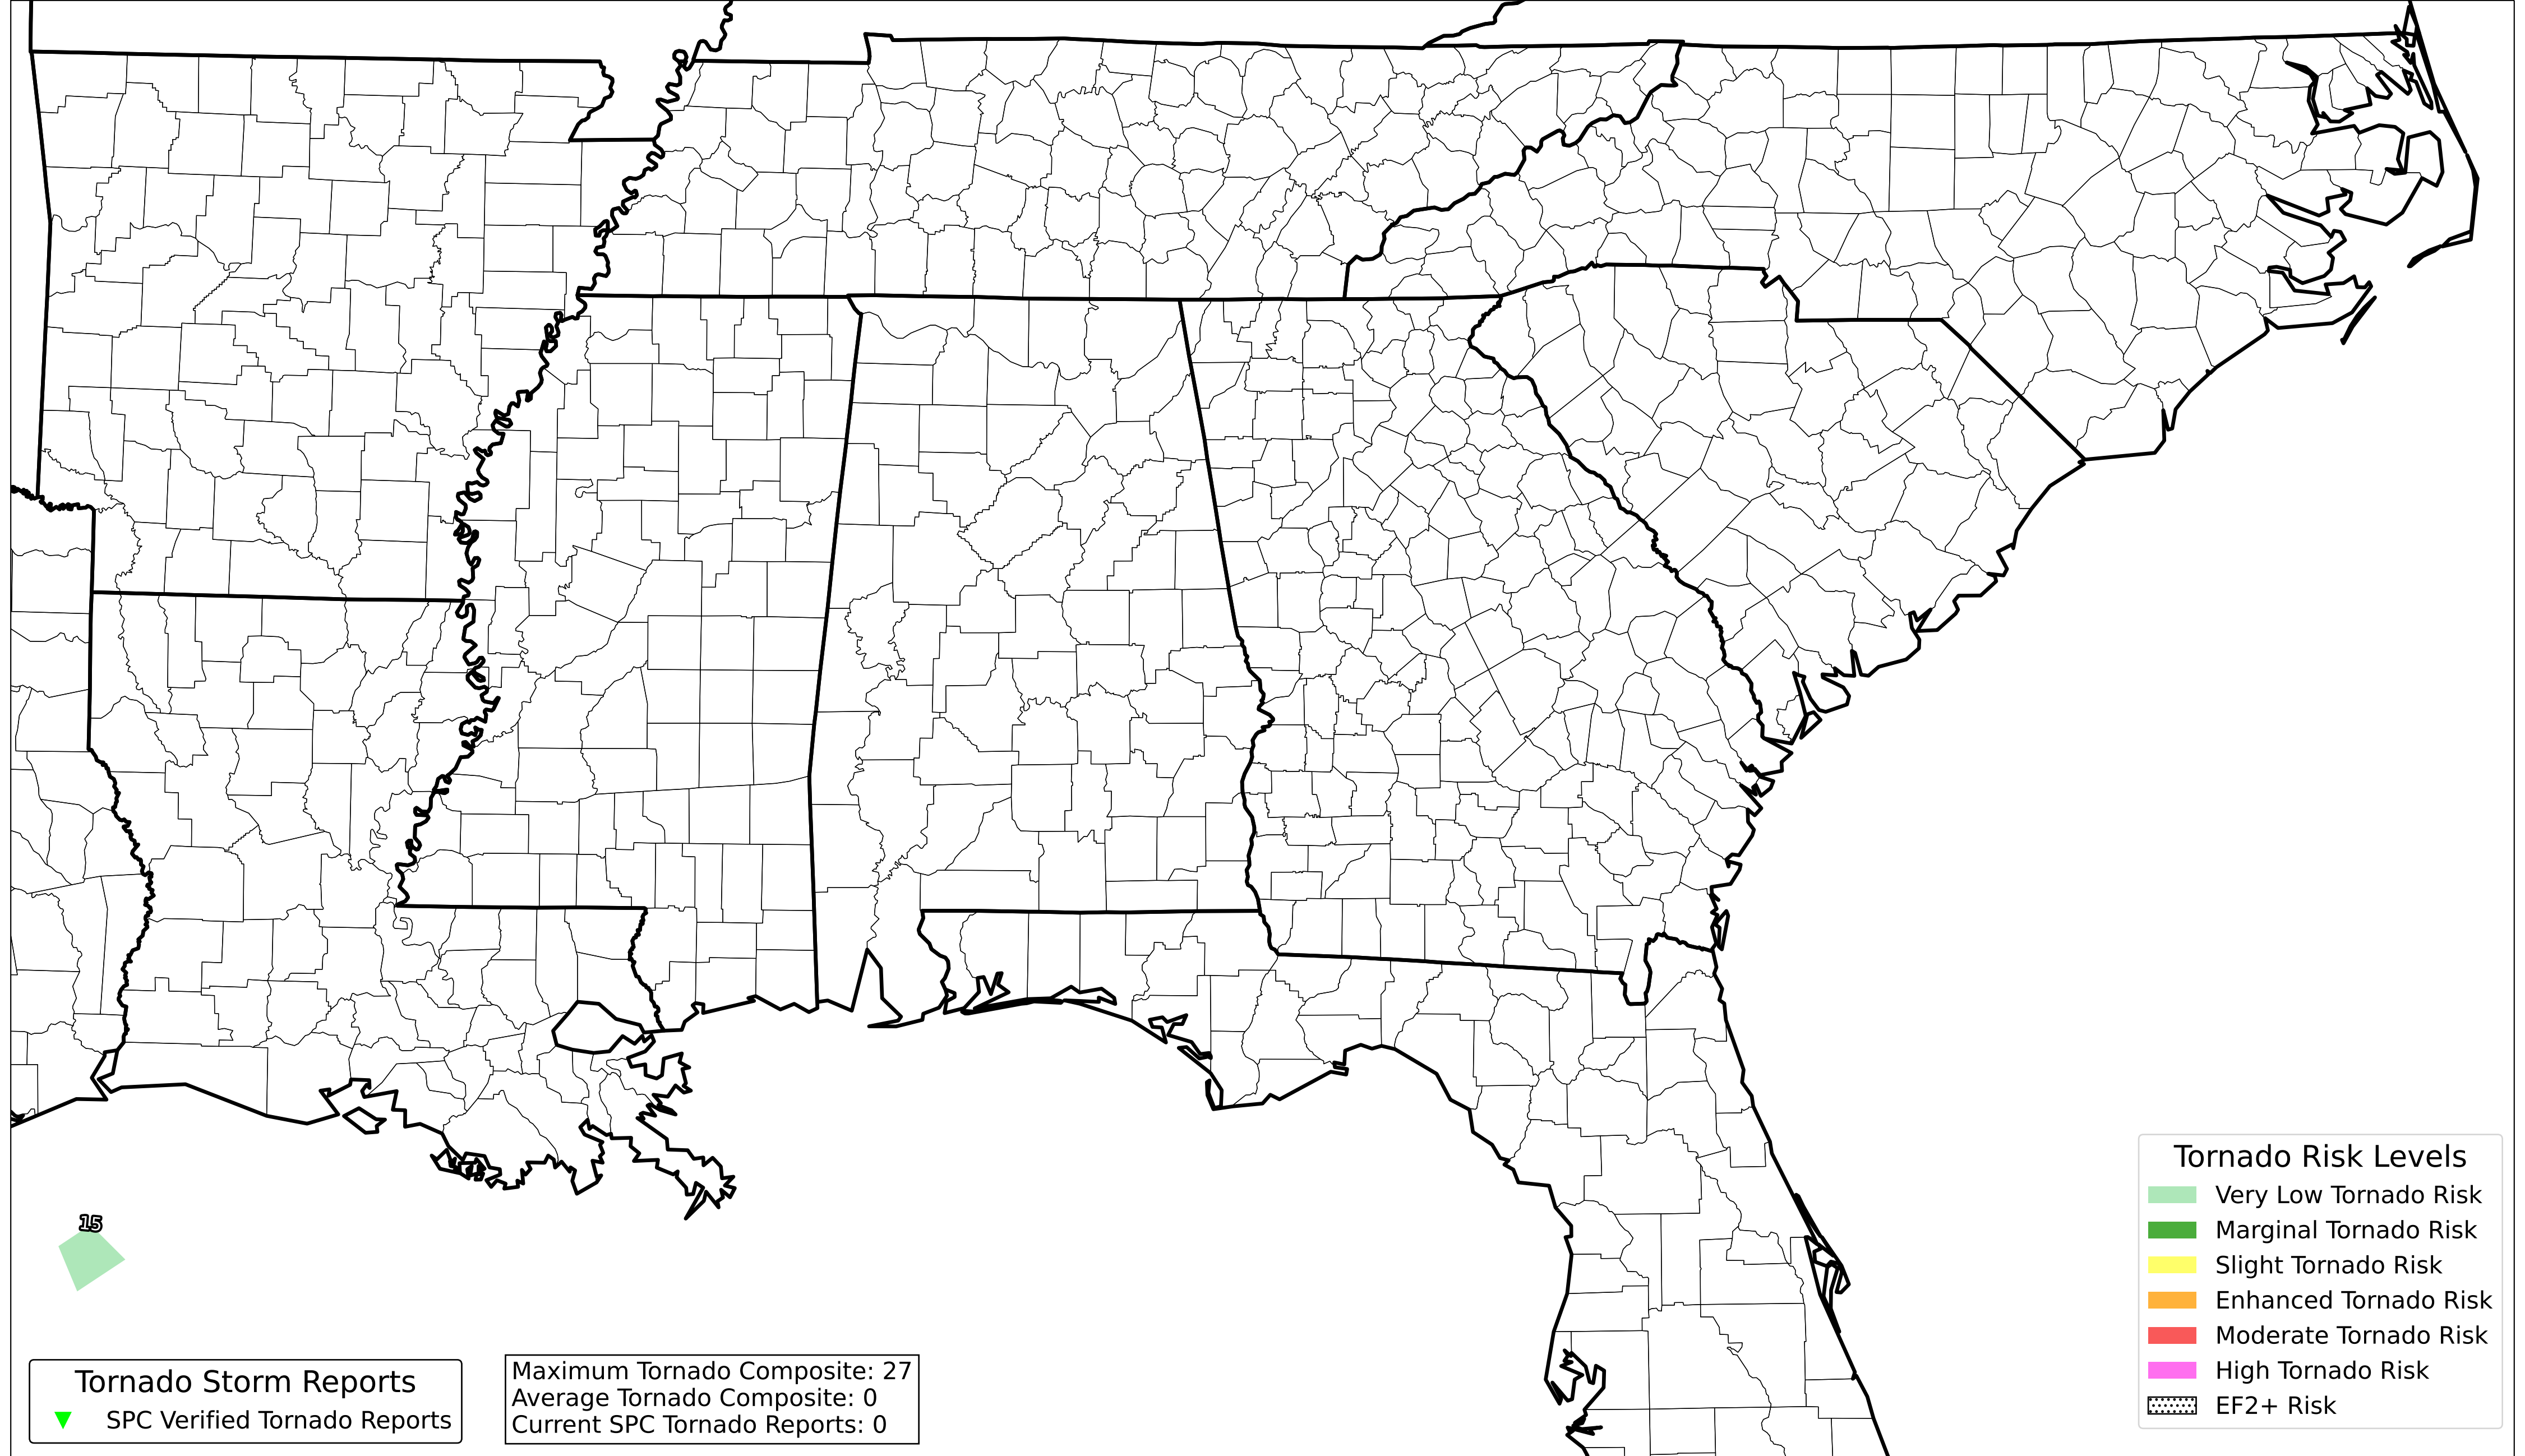 15
Tornado Storm Reports
SPC Verified Tornado Reports
Maximum Tornado Composite: 27
Average Tornado Composite: 0
Current SPC Tornado Reports: 0
Tornado Risk Levels
Very Low Tornado Risk
Marginal Tornado Risk
Slight Tornado Risk
Enhanced Tornado Risk
Moderate Tornado Risk
High Tornado Risk
EF2+ Risk